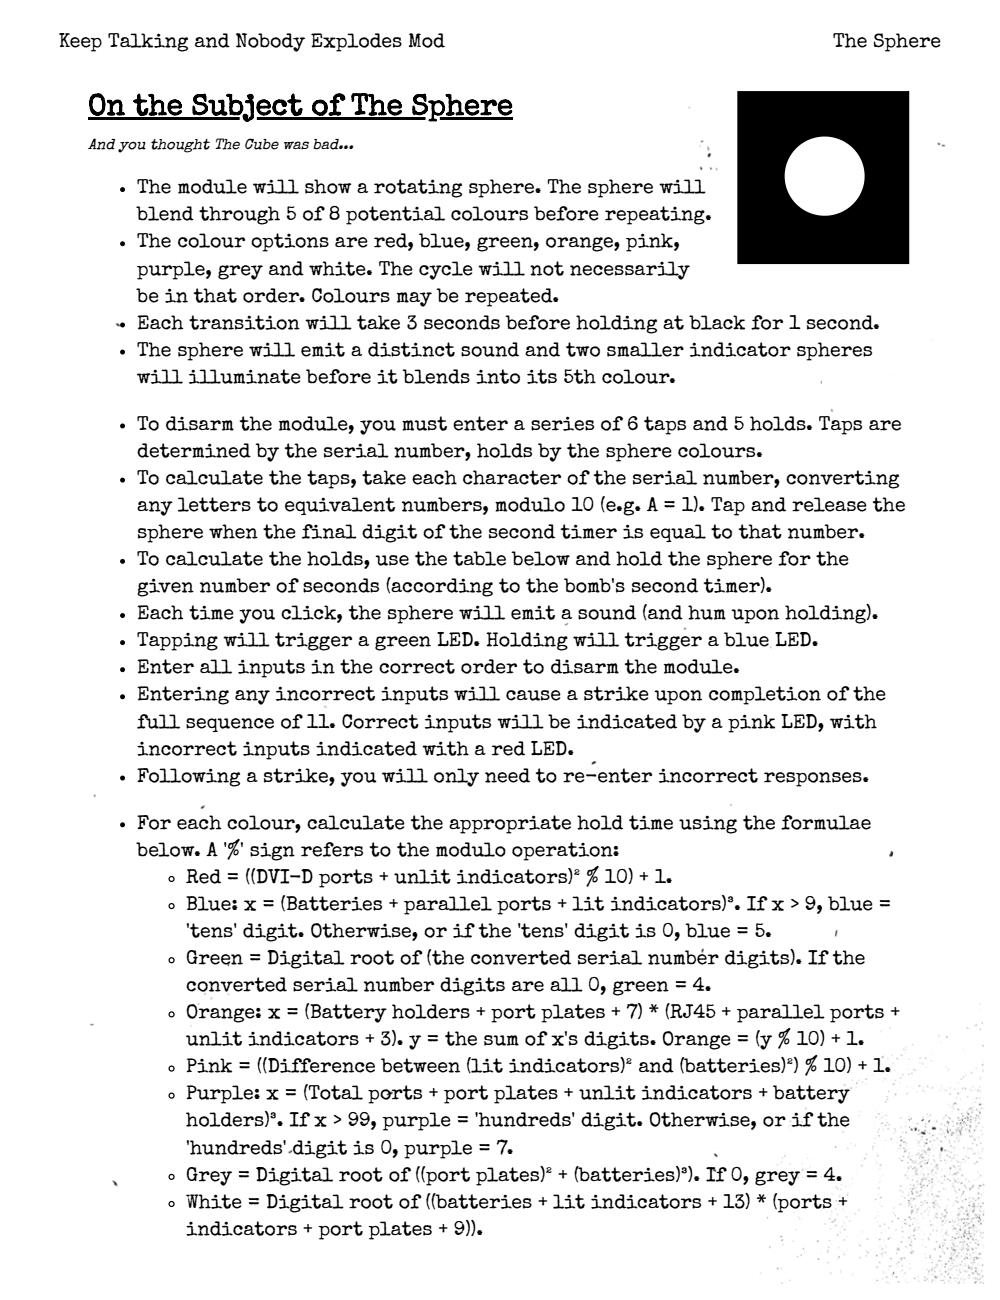 Keep Talking and Nobody Explodes Mod
The Sphere
On the Subject of The Sphere
And you thought The Cube was bad...
• The module will show a rotating sphere. The sphere will
blend through 5 of 8 potential colours before repeating.
• The colour options are red, blue, green, orange, pink,
purple, grey and white. The cycle will not necessarily
be in that order. Colours may be repeated.
• Each transition will take 3 seconds before holding at black for 1 second.
• The sphere will emit a distinct sound and two smaller indicator spheres
will illuminate before it blends into its 5th colour.
• To disarm the module, you must enter a series of 6 taps and 5 holds. Taps are
determined by the serial number, holds by the sphere colours.
• To calculate the taps, take each character of the serial number, converting
any letters to equivalent numbers, modulo 10 (e.g. A = 1). Tap and release the
sphere when the final digit of the second timer is equal to that number.
• To calculate the holds, use the table below and hold the sphere for the
given number of seconds (according to the bomb's second timer).
• Each time you click, the sphere will emit a sound (and hum upon holding).
• Tapping will trigger a green LED. Holding will trigger a blue LED.
• Enter all inputs in the correct order to disarm the module.
• Entering any incorrect inputs will cause a strike upon completion of the
full sequence of 11. Correct inputs will be indicated by a pink LED, with
incorrect inputs indicated with a red LED.
• Following a strike, you will only need to re-enter incorrect responses.
• For each colour, calculate the appropriate hold time using the formulae
below. A '%' sign refers to the modulo operation:
◦ Red = ((DVI-D ports + unlit indicators)² % 10) + 1.
◦ Blue: x = (Batteries + parallel ports + lit indicators)³. If x > 9, blue =
'tens' digit. Otherwise, or if the 'tens' digit is 0, blue = 5.
◦ Green = Digital root of (the converted serial number digits). If the
converted serial number digits are all 0, green = 4.
◦ Orange: x = (Battery holders + port plates + 7) * (RJ45 + parallel ports +
unlit indicators + 3). y = the sum of x's digits. Orange = (y % 10) + 1.
◦ Pink = ((Difference between (lit indicators)² and (batteries)²) % 10) + 1.
◦ Purple: x = (Total ports + port plates + unlit indicators + battery
holders)³. If x > 99, purple = 'hundreds' digit. Otherwise, or if the
'hundreds' digit is 0, purple = 7.
◦ Grey = Digital root of ((port plates)² + (batteries)³). If 0, grey = 4.
◦ White = Digital root of ((batteries + lit indicators + 13) * (ports +
indicators + port plates + 9)).